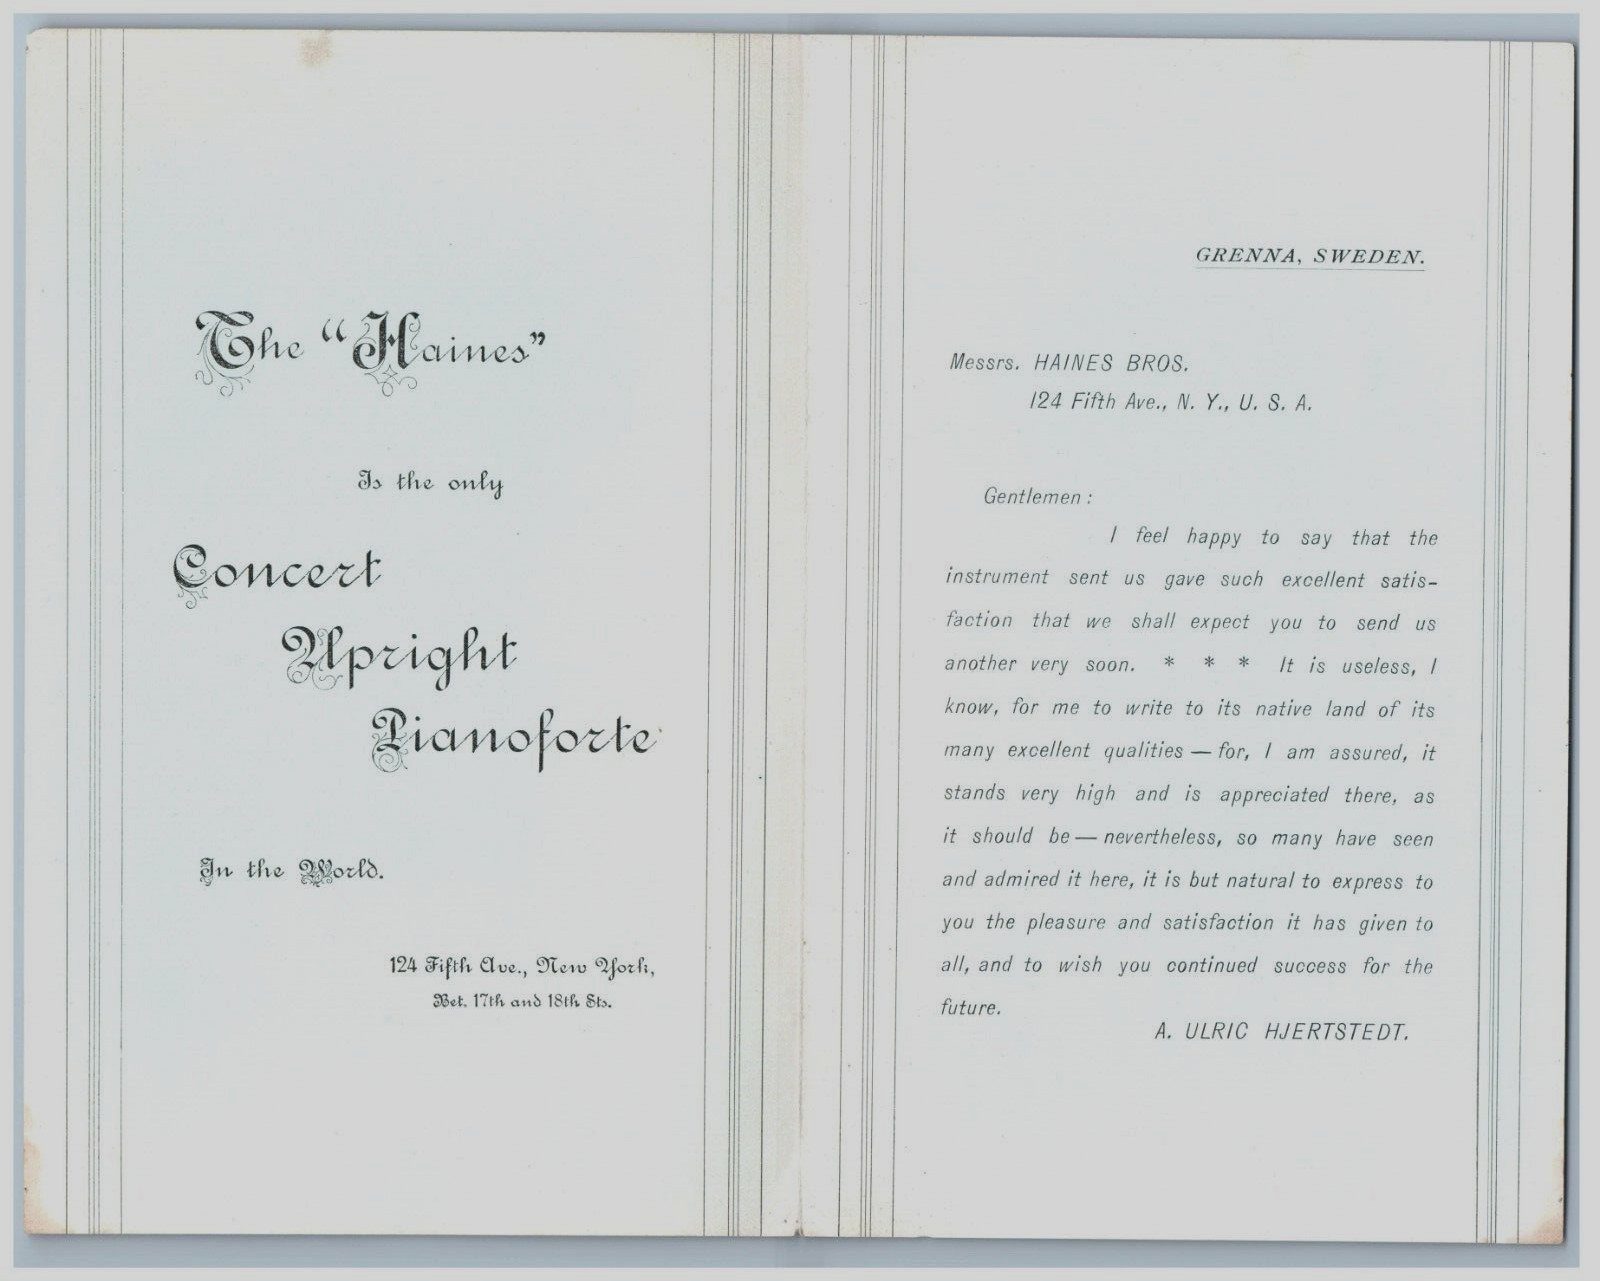 The “Haines”
Is the only
Concert
Upright
Pianoforte
In the World.
124 Fifth Ave., New York,
Bet. 17th and 18th Sts.
GRENNA, SWEDEN.
Messrs. HAINES BROS.
124 Fifth Ave., N. Y., U. S. A.
Gentlemen :
I feel happy to say that the
instrument sent us gave such excellent satis-
faction that we shall expect you to send us
another very soon. * * * It is useless, I
know, for me to write to its native land of its
many excellent qualities — for, I am assured, it
stands very high and is appreciated there, as
it should be — nevertheless, so many have seen
and admired it here, it is but natural to express to
you the pleasure and satisfaction it has given to
all, and to wish you continued success for the
future.
A. ULRIC HJERTSTEDT.